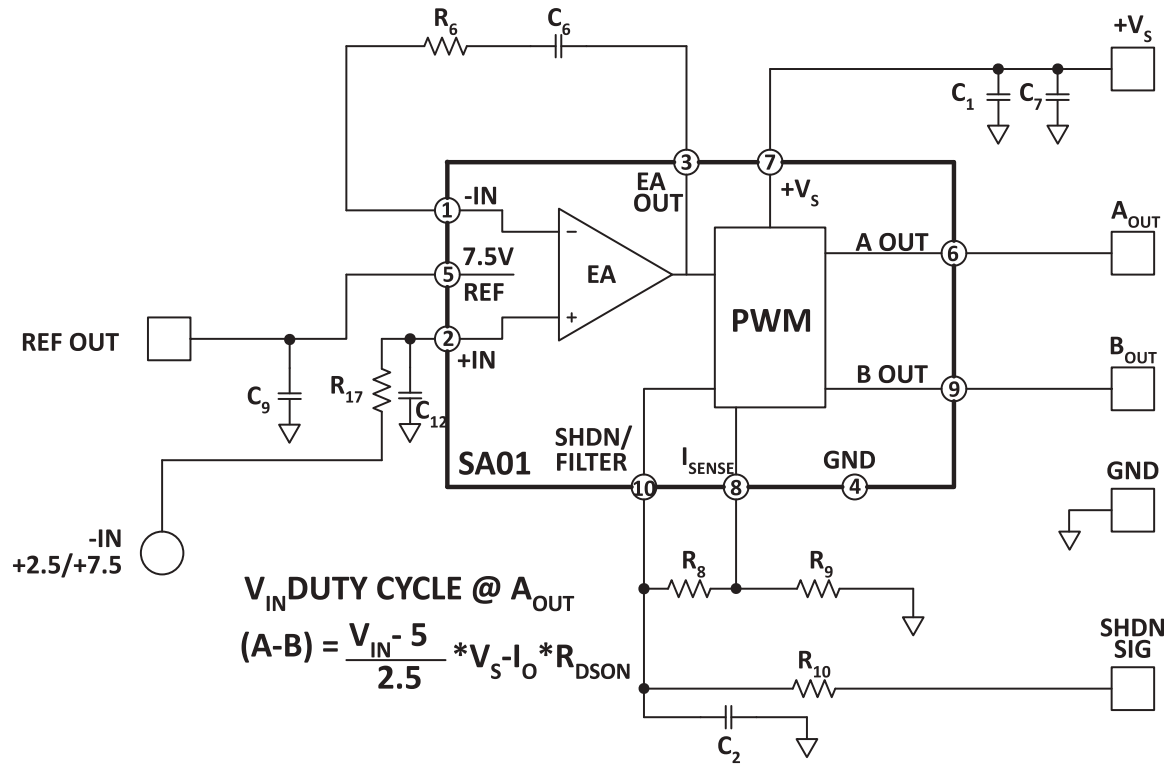 R6
C6
+VS
C1
C7
3
7
EA
OUT
+VS
1
-IN
5
7.5V
REF
2
+IN
−
EA
+
PWM
A OUT
6
AOUT
B OUT
9
BOUT
REF OUT
C9
R17
C12
SHDN/
FILTER
SA01
ISENSE
GND
10
8
4
GND
-IN
+2.5/+7.5
R8
R9
VIN DUTY CYCLE @ AOUT
(A-B) = VIN- 5
2.5
*VS-IO*RDSON
SHDN
SIG
R10
C2